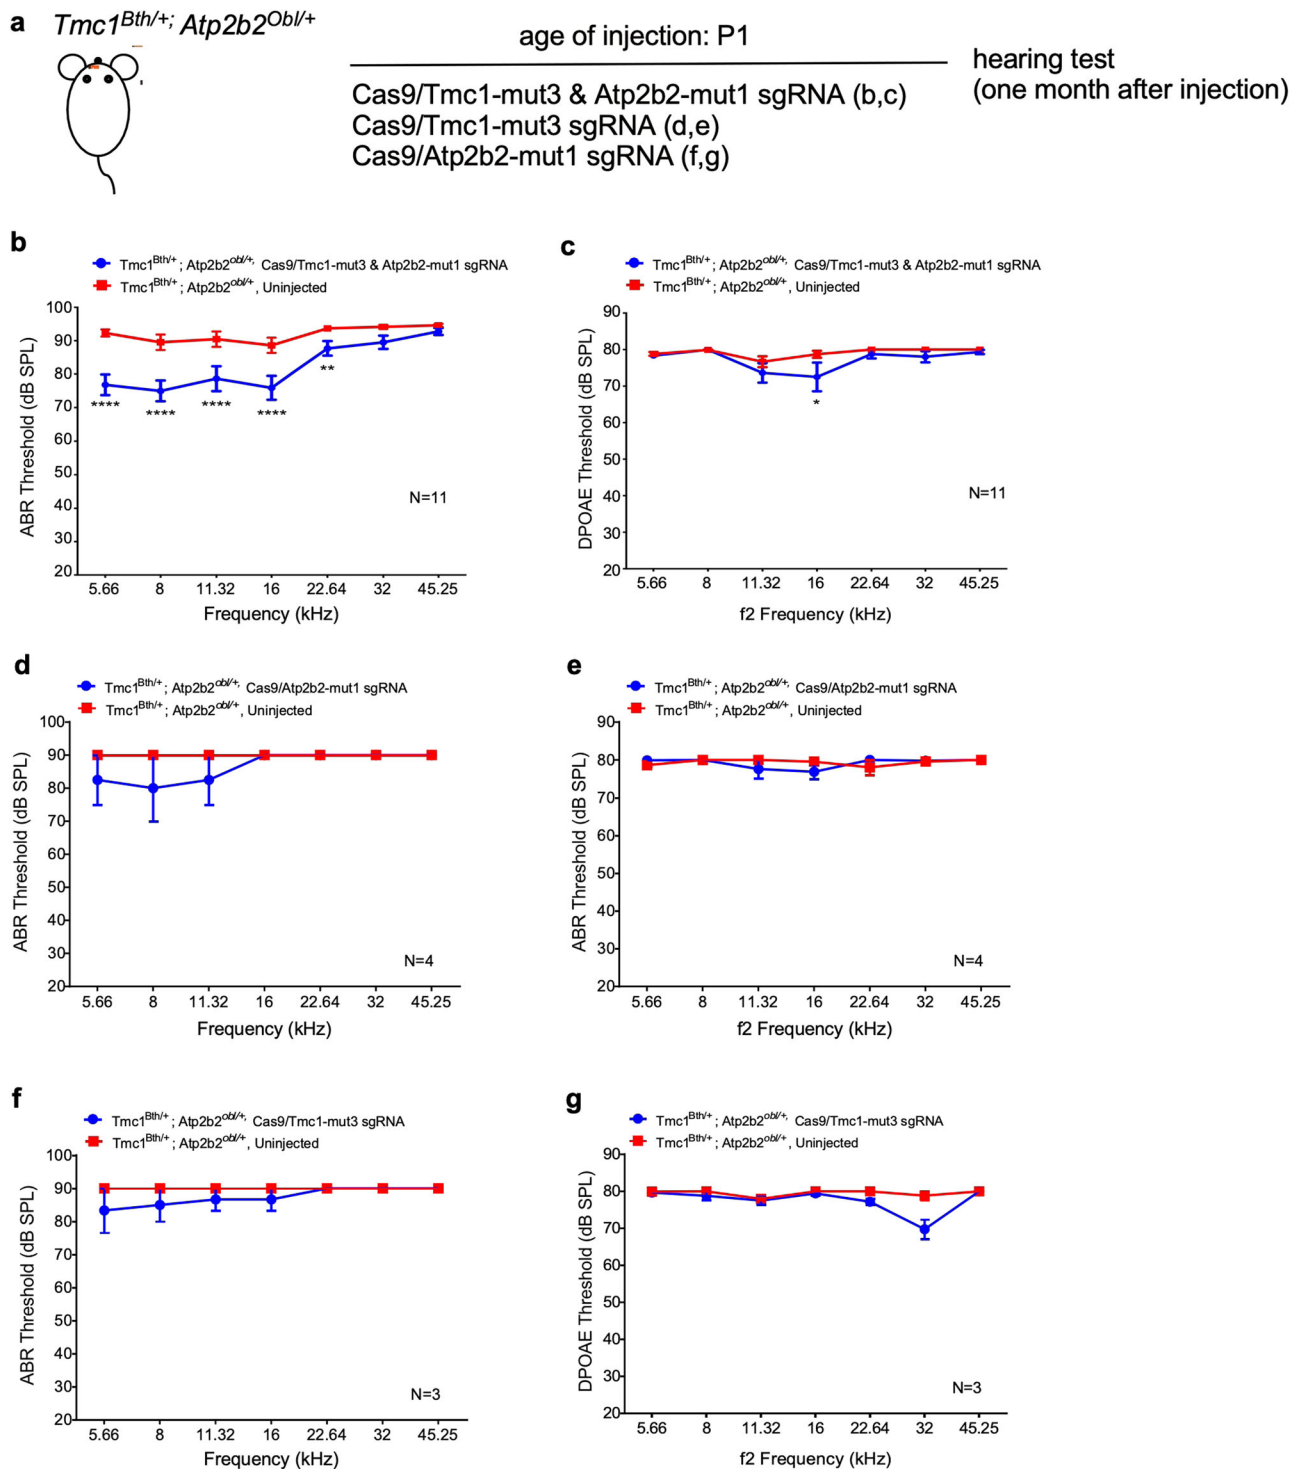 a
Tmc1Bth/+; Atp2b2Obl/+
age of injection: P1
Cas9/Tmc1-mut3 & Atp2b2-mut1 sgRNA (b,c)
Cas9/Tmc1-mut3 sgRNA (d,e)
Cas9/Atp2b2-mut1 sgRNA (f,g)
hearing test
(one month after injection)
b
Tmc1Bth/+ ; Atp2b2obl/+, Cas9/Tmc1-mut3 & Atp2b2-mut1 sgRNA
Tmc1Bth/+ ; Atp2b2obl/+, Uninjected
ABR Threshold (dB SPL)
100
90
80
70
60
50
40
30
20
****
****
****
****
**
N=11
5.66 8 11.32 16 22.64 32 45.25
Frequency (kHz)
c
Tmc1Bth/+ ; Atp2b2obl/+, Cas9/Tmc1-mut3 & Atp2b2-mut1 sgRNA
Tmc1Bth/+ ; Atp2b2obl/+, Uninjected
DPOAE Threshold (dB SPL)
90
80
70
60
50
40
30
20
*
N=11
5.66 8 11.32 16 22.64 32 45.25
f2 Frequency (kHz)
d
Tmc1Bth/+ ; Atp2b2obl/+, Cas9/Atp2b2-mut1 sgRNA
Tmc1Bth/+ ; Atp2b2obl/+, Uninjected
ABR Threshold (dB SPL)
100
90
80
70
60
50
40
30
20
N=4
5.66 8 11.32 16 22.64 32 45.25
Frequency (kHz)
e
Tmc1Bth/+ ; Atp2b2obl/+, Cas9/Atp2b2-mut1 sgRNA
Tmc1Bth/+ ; Atp2b2obl/+, Uninjected
ABR Threshold (dB SPL)
90
80
70
60
50
40
30
20
N=4
5.66 8 11.32 16 22.64 32 45.25
f2 Frequency (kHz)
f
Tmc1Bth/+ ; Atp2b2obl/+, Cas9/Tmc1-mut3 sgRNA
Tmc1Bth/+ ; Atp2b2obl/+, Uninjected
ABR Threshold (dB SPL)
100
90
80
70
60
50
40
30
20
N=3
5.66 8 11.32 16 22.64 32 45.25
Frequency (kHz)
g
Tmc1Bth/+ ; Atp2b2obl/+, Cas9/Tmc1-mut3 sgRNA
Tmc1Bth/+ ; Atp2b2obl/+, Uninjected
DPOAE Threshold (dB SPL)
90
80
70
60
50
40
30
20
N=3
5.66 8 11.32 16 22.64 32 45.25
f2 Frequency (kHz)